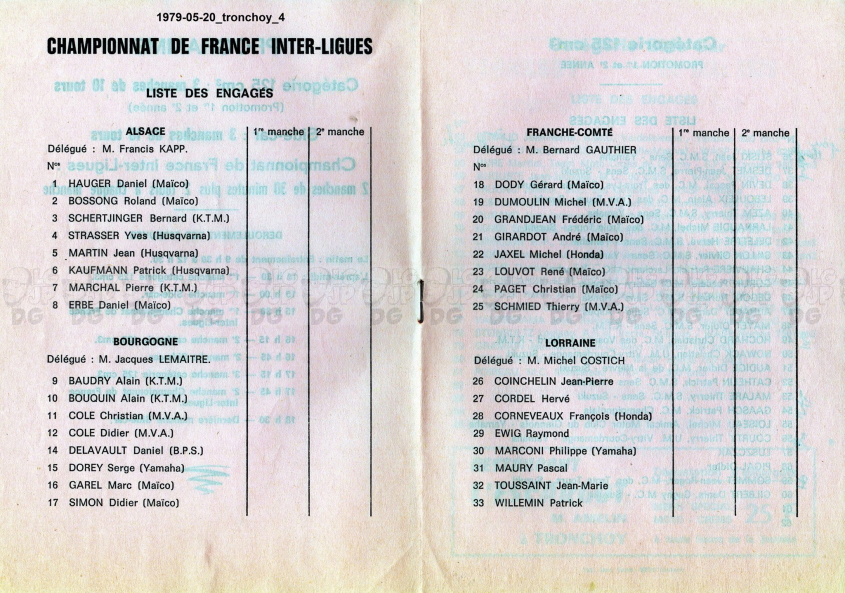 1979-05-20_tronchoy_4
CHAMPIONNAT DE FRANCE INTER-LIGUES
LISTE DES ENGAGÉS
ALSACE 1re manche 2e manche
Délégué : M. Francis KAPP.
Nos
1 HAUGER Daniel (Maïco)
2 BOSSONG Roland (Maïco)
3 SCHERTJINGER Bernard (K.T.M.)
4 STRASSER Yves (Husqvarna)
5 MARTIN Jean (Husqvarna)
6 KAUFMANN Patrick (Husqvarna)
7 MARCHAL Pierre (K.T.M.)
8 ERBE Daniel (Maïco)
BOURGOGNE
Délégué : M. Jacques LEMAITRE.
9 BAUDRY Alain (K.T.M.)
10 BOUQUIN Alain (K.T.M.)
11 COLE Christian (M.V.A.)
12 COLE Didier (M.V.A.)
14 DELAVAULT Daniel (B.P.S.)
15 DOREY Serge (Yamaha)
16 GAREL Marc (Maïco)
17 SIMON Didier (Maïco)
FRANCHE-COMTÉ 1re manche 2e manche
Délégué : M. Bernard GAUTHIER
Nos
18 DODY Gérard (Maïco)
19 DUMOULIN Michel (M.V.A.)
20 GRANDJEAN Frédéric (Maïco)
21 GIRARDOT André (Maïco)
22 JAXEL Michel (Honda)
23 LOUVOT René (Maïco)
24 PAGET Christian (Maïco)
25 SCHMIED Thierry (M.V.A.)
LORRAINE
Délégué : M. Michel COSTICH
26 COINCHELIN Jean-Pierre
27 CORDEL Hervé
28 CORNEVEAUX François (Honda)
29 EWIG Raymond
30 MARCONI Philippe (Yamaha)
31 MAURY Pascal
32 TOUSSAINT Jean-Marie
33 WILLEMIN Patrick